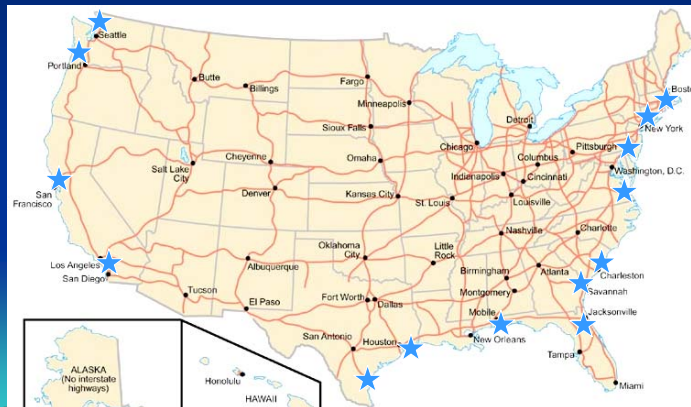 Seattle
Portland
Butte
Billings
Fargo
Minneapolis
Sioux Falls
Detroit
Bost
New York
Chicago
Pittsburgh
Cheyenne
Omaha
Columbus
Washington, D.C.
Salt Lake
City
Indianapolis
Cincinnati
San
Francisco
Denver
Kansas City
St. Louis
Louisville
Nashville
Charlotte
Oklahoma
City
Little
Rock
Los Angeles
San Diego
Albuquerque
Birmingham
Atlanta
Charleston
Tucson
Montgomery
Savannah
El Paso
Fort Worth
Dallas
Mobile
Jacksonville
San Antonio
Houston
New Orleans
Tampa
Miami
ALASKA
(No interstate
highways)
Honolulu
HAWAII